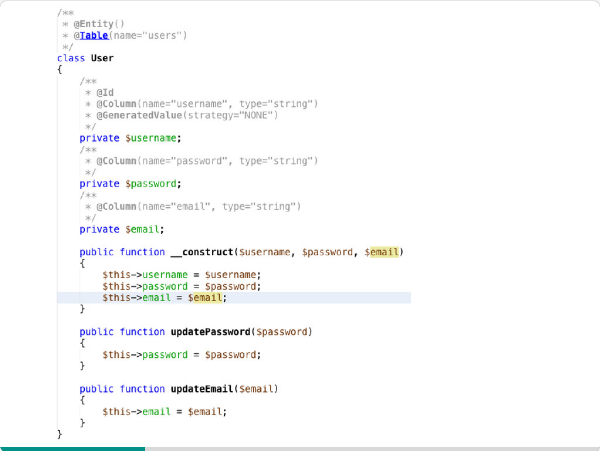 /**
 * @Entity()
 * @Table(name="users")
 */
class User
{
    /**
     * @Id
     * @Column(name="username", type="string")
     * @GeneratedValue(strategy="NONE")
     */
    private $username;
    /**
     * @Column(name="password", type="string")
     */
    private $password;
    /**
     * @Column(name="email", type="string")
     */
    private $email;

    public function __construct($username, $password, $email)
    {
        $this->username = $username;
        $this->password = $password;
        $this->email = $email;
    }

    public function updatePassword($password)
    {
        $this->password = $password;
    }

    public function updateEmail($email)
    {
        $this->email = $email;
    }
}